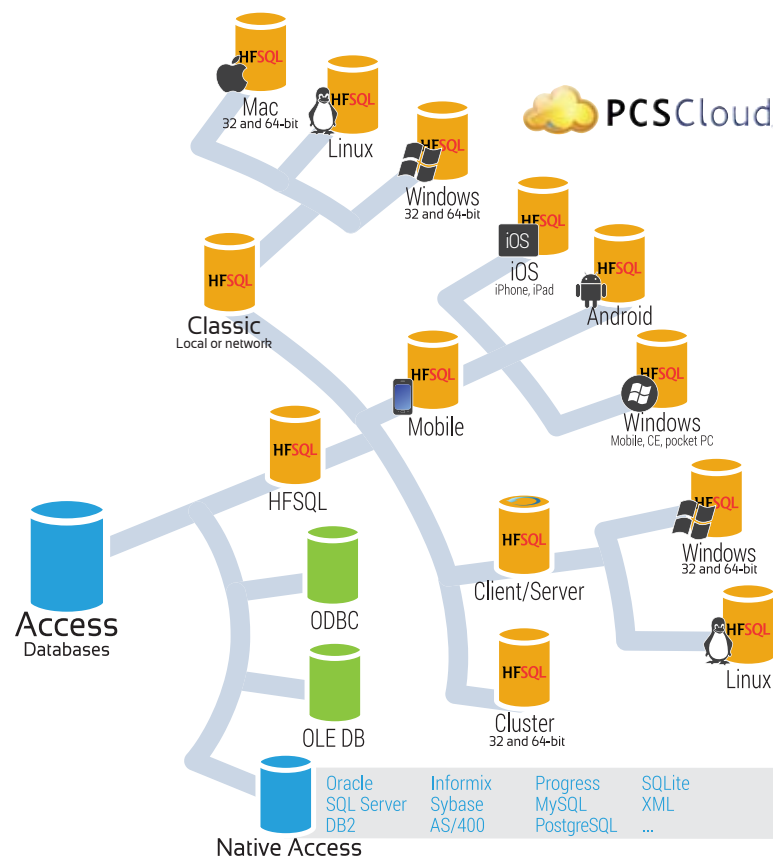 HFSQL
Mac
32 and 64-bit
HFSQL
Linux
HFSQL
Windows
32 and 64-bit
PCSCloud
HFSQL
iOS
iOS
iPhone, iPad
HFSQL
Android
HFSQL
Classic
Local or network
HFSQL
Mobile
HFSQL
Windows
Mobile, CE, pocket PC
HFSQL
HFSQL
HFSQL
Windows
32 and 64-bit
HFSQL
Client/Server
Access
Databases
ODBC
HFSQL
Linux
OLE DB
HFSQL
Cluster
32 and 64-bit
Native Access
Oracle Informix Progress SQLite
SQL Server Sybase MySQL XML
DB2 AS/400 PostgreSQL ...